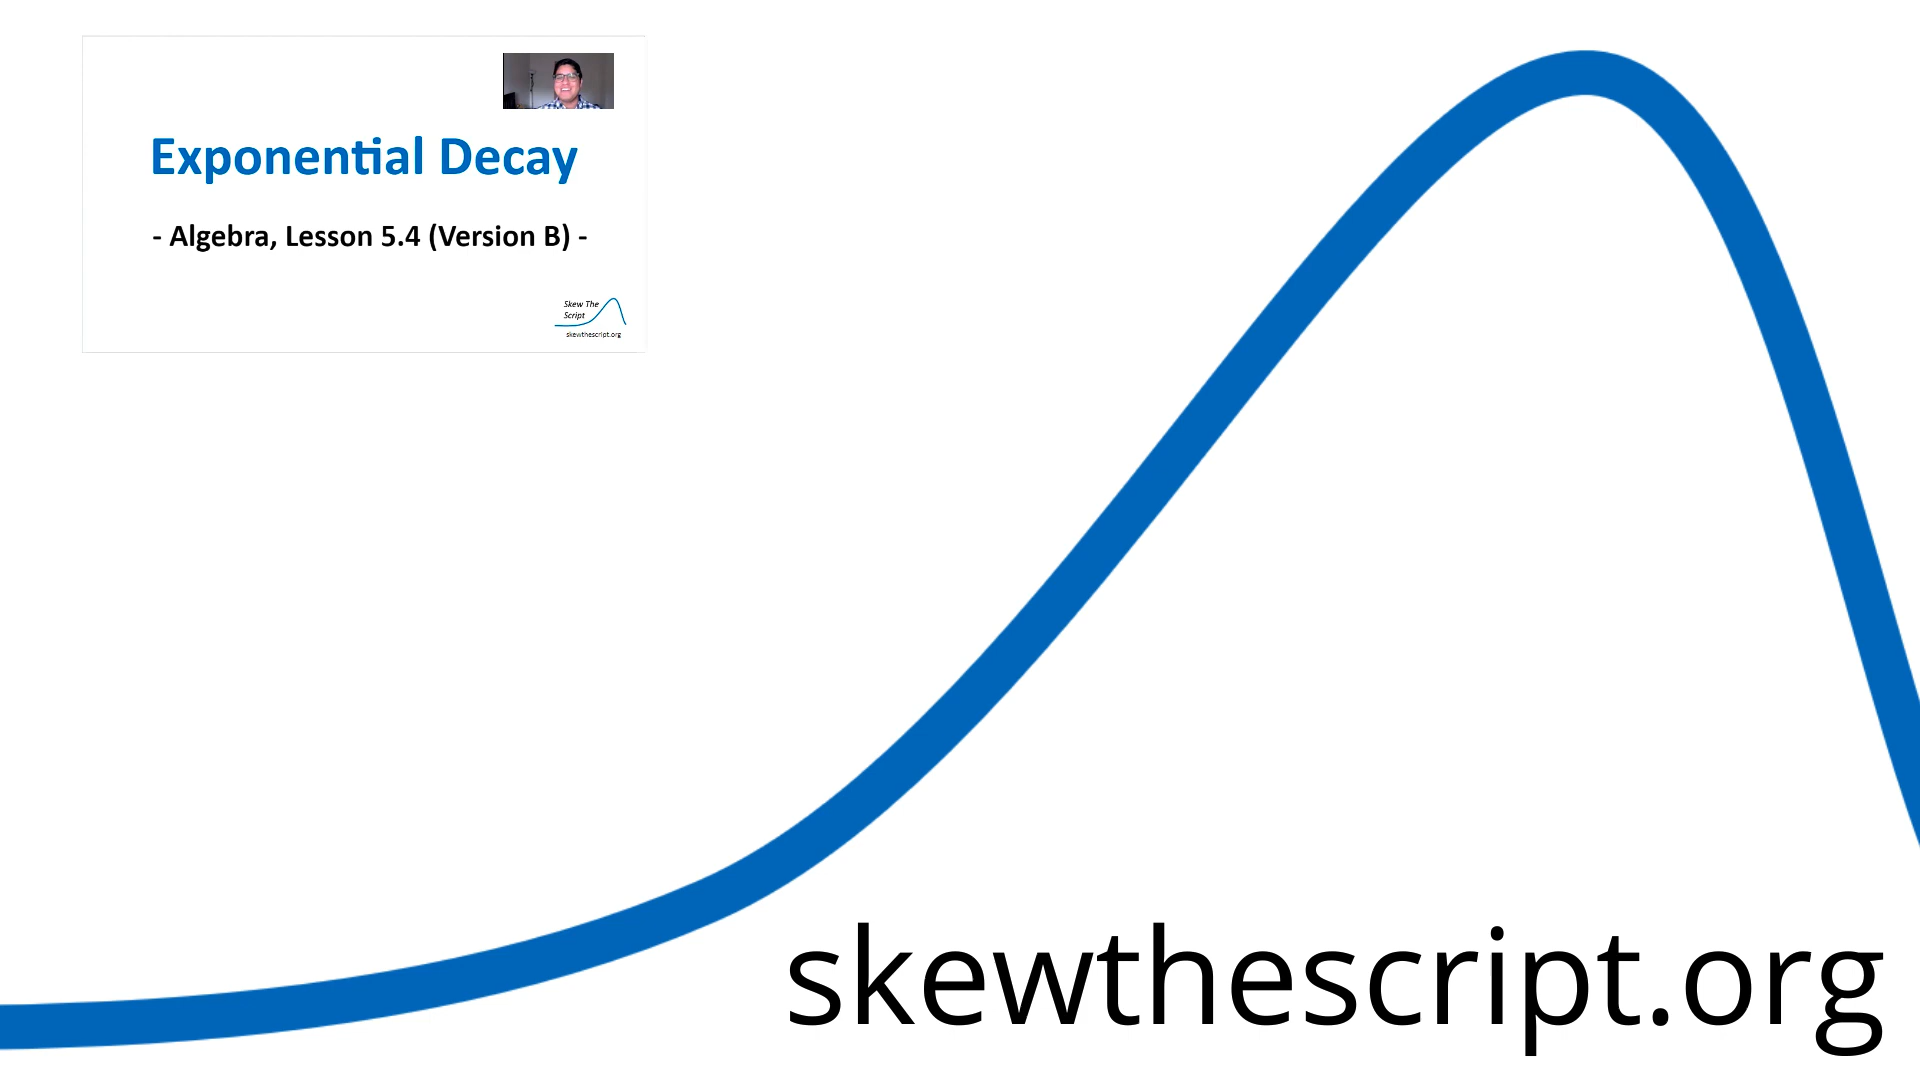 Exponential Decay
- Algebra, Lesson 5.4 (Version B) -
Skew The
Script
skewthescript.org
skewthescript.org